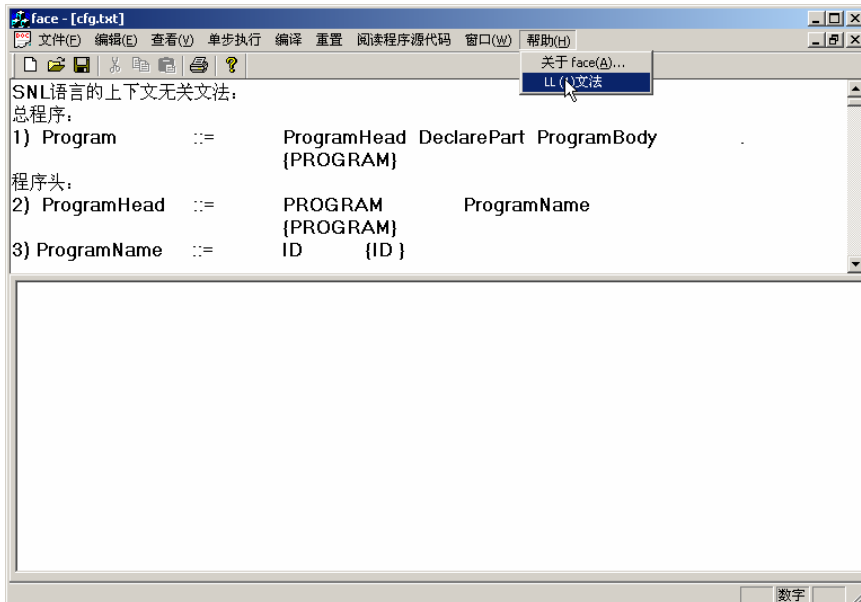 face - [cfg.txt]
文件(F) 编辑(E) 查看(V) 单步执行 编译 重置 阅读程序源代码 窗口(W) 帮助(H)
关于 face(A)...
LL (1)文法
SNL语言的上下文无关文法:
总程序:
1) Program ::= ProgramHead DeclarePart ProgramBody .
{PROGRAM}
程序头:
2) ProgramHead ::= PROGRAM ProgramName
{PROGRAM}
3) ProgramName ::= ID {ID }
数字